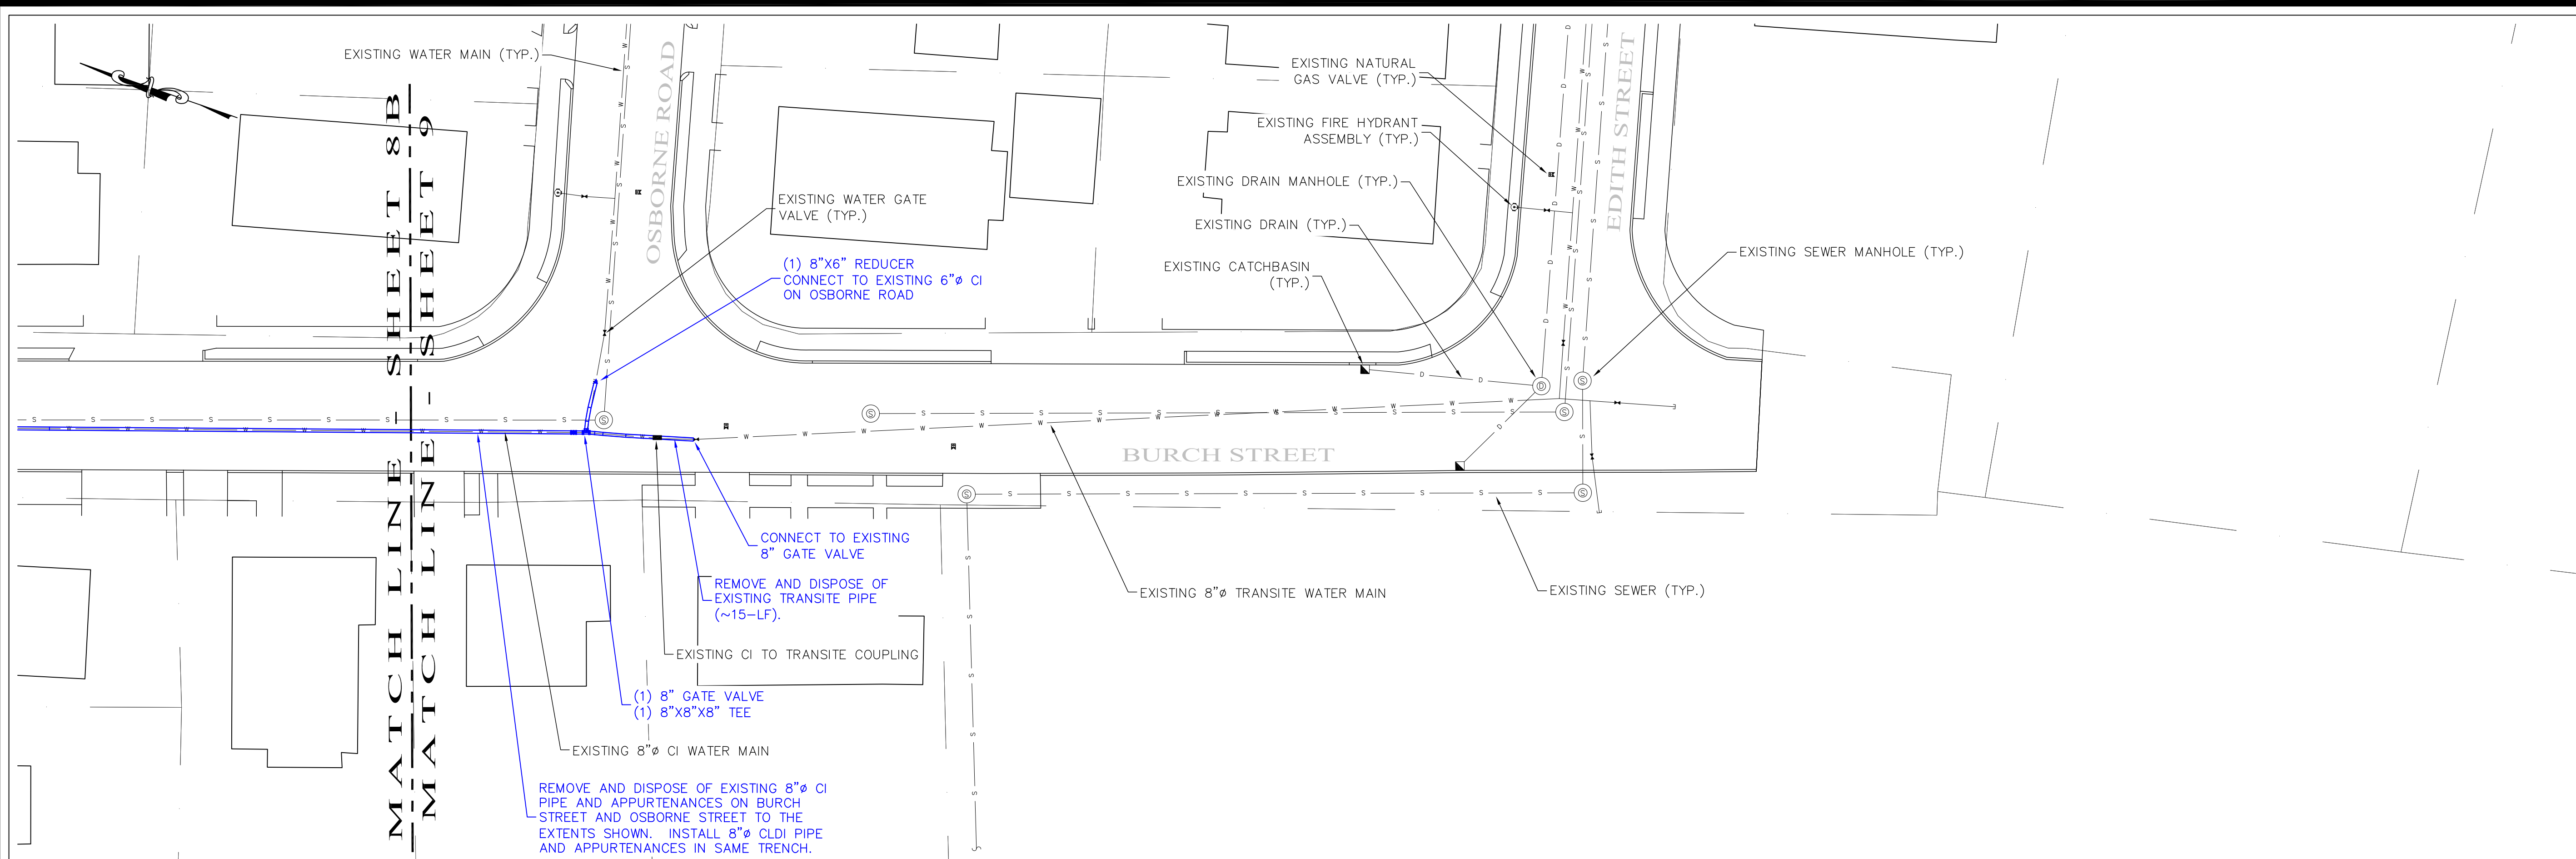 EXISTING WATER MAIN (TYP.)
OSBORNE ROAD
EXISTING NATURAL
GAS VALVE (TYP.)
EDITH STREET
EXISTING FIRE HYDRANT
ASSEMBLY (TYP.)
EXISTING DRAIN MANHOLE (TYP.)
EXISTING WATER GATE
VALVE (TYP.)
EXISTING DRAIN (TYP.)
EXISTING SEWER MANHOLE (TYP.)
(1) 8"X6" REDUCER
CONNECT TO EXISTING 6"ø CI
ON OSBORNE ROAD
EXISTING CATCHBASIN
(TYP.)
MATCH LINE - SHEET 8B
MATCH LINE - SHEET 9
BURCH STREET
CONNECT TO EXISTING
8" GATE VALVE
REMOVE AND DISPOSE OF
EXISTING TRANSITE PIPE
(~15-LF).
EXISTING 8"ø TRANSITE WATER MAIN
EXISTING SEWER (TYP.)
EXISTING CI TO TRANSITE COUPLING
(1) 8" GATE VALVE
(1) 8"X8"X8" TEE
EXISTING 8"ø CI WATER MAIN
REMOVE AND DISPOSE OF EXISTING 8"ø CI
PIPE AND APPURTENANCES ON BURCH
STREET AND OSBORNE STREET TO THE
EXTENTS SHOWN. INSTALL 8"ø CLDI PIPE
AND APPURTENANCES IN SAME TRENCH.